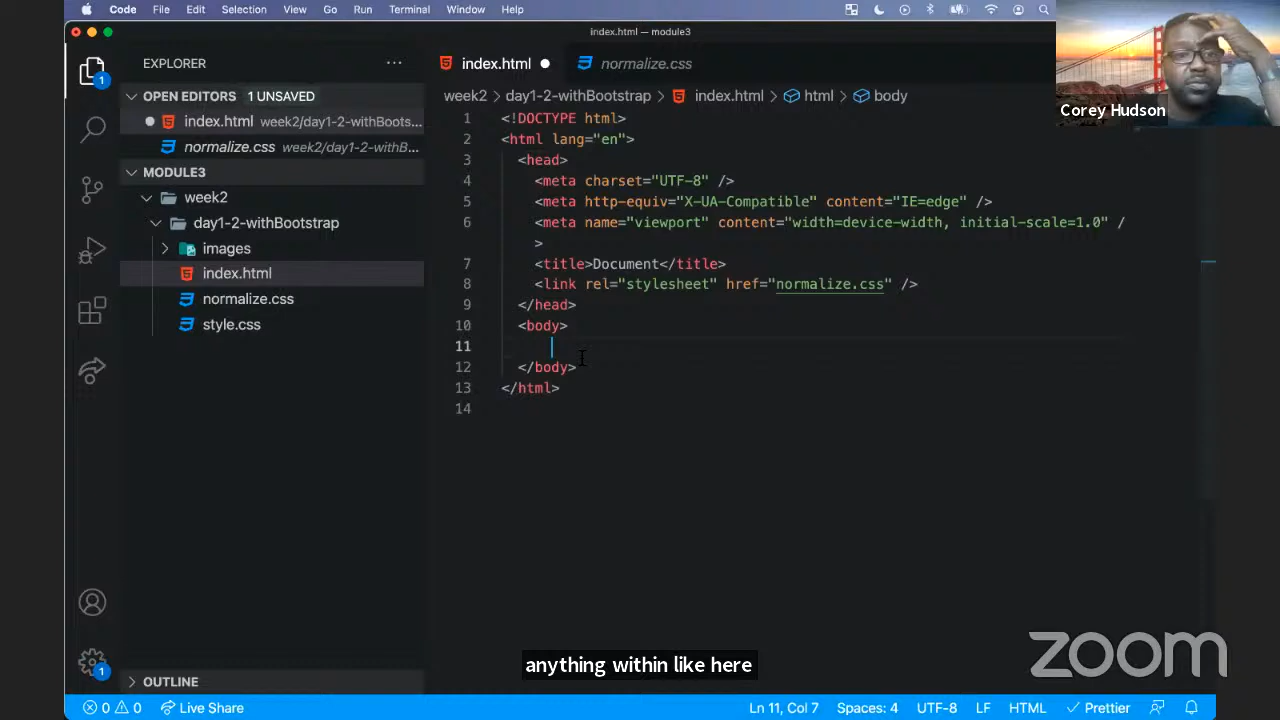 Code File Edit Selection View Go Run Terminal Window Help
index.html — module3
EXPLORER
index.html
normalize.css
Corey Hudson
OPEN EDITORS 1 UNSAVED
week2 > day1-2-withBootstrap > index.html > html > body
index.html week2/day1-2-withBoots...
normalize.css week2/day1-2-withB...
MODULE3
week2
day1-2-withBootstrap
images
index.html
normalize.css
style.css
1 <!DOCTYPE html>
2 <html lang="en">
3 <head>
4 <meta charset="UTF-8" />
5 <meta http-equiv="X-UA-Compatible" content="IE=edge" />
6 <meta name="viewport" content="width=device-width, initial-scale=1.0" /
>
7 <title>Document</title>
8 <link rel="stylesheet" href="normalize.css" />
9 </head>
10 <body>
11
12 </body>
13 </html>
14
1
1
anything within like here
zoom
OUTLINE
0 0 Live Share
Ln 11, Col 7 Spaces: 4 UTF-8 LF HTML Prettier